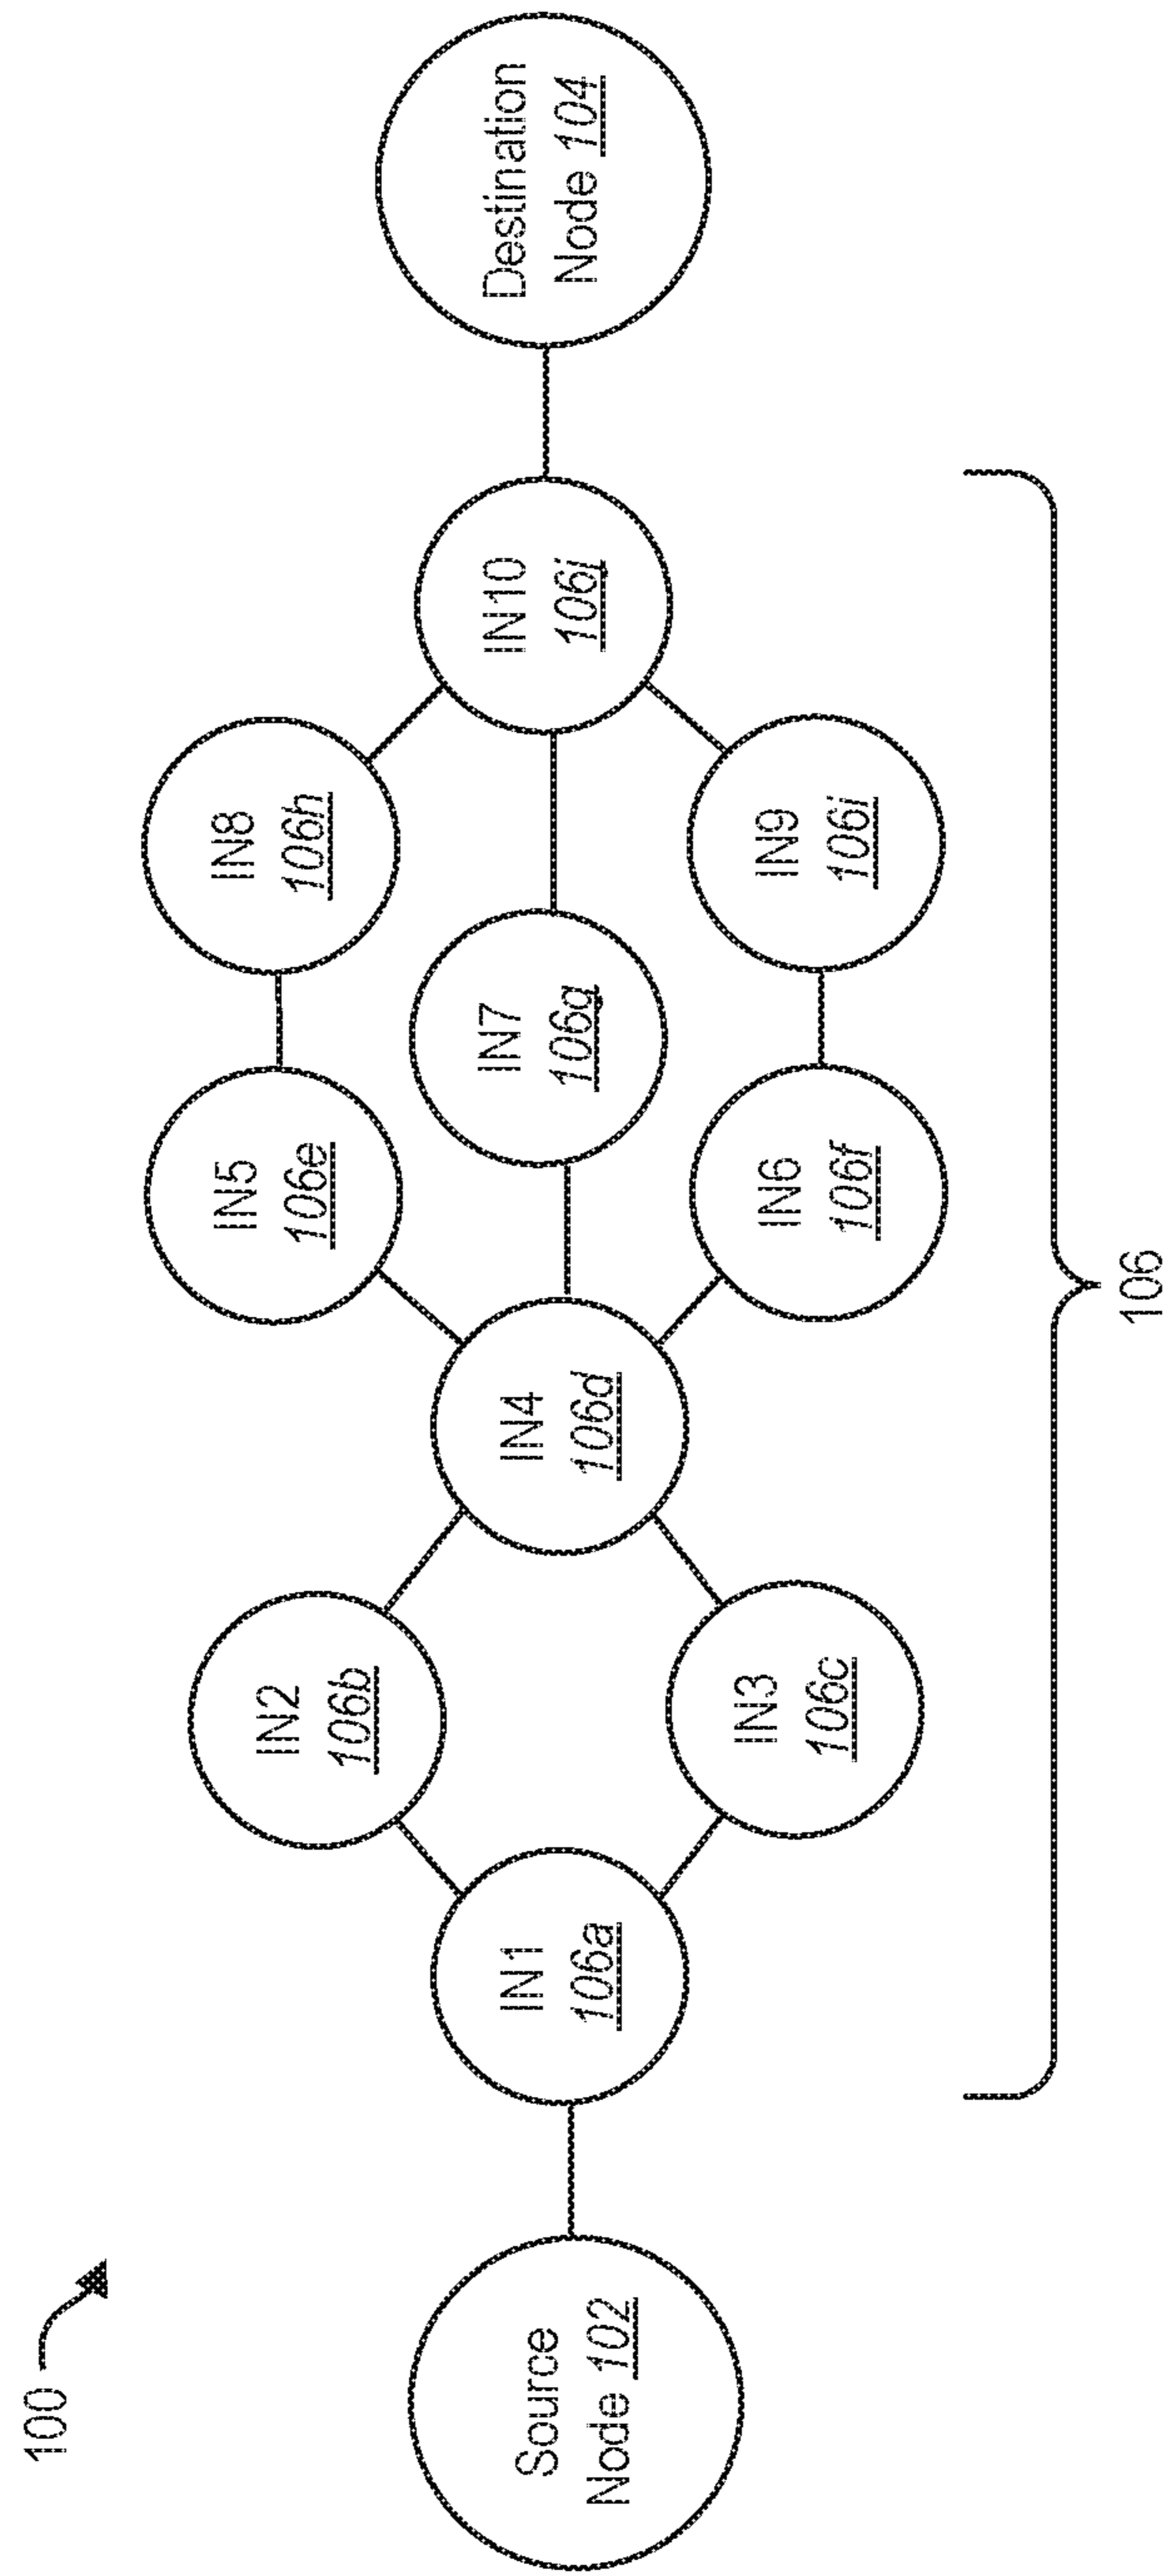 100
Source
Node 102
IN1
106a
IN2
106b
IN3
106c
IN4
106d
IN5
106e
IN6
106f
IN7
106g
IN8
106h
IN9
106i
IN10
106j
Destination
Node 104
106